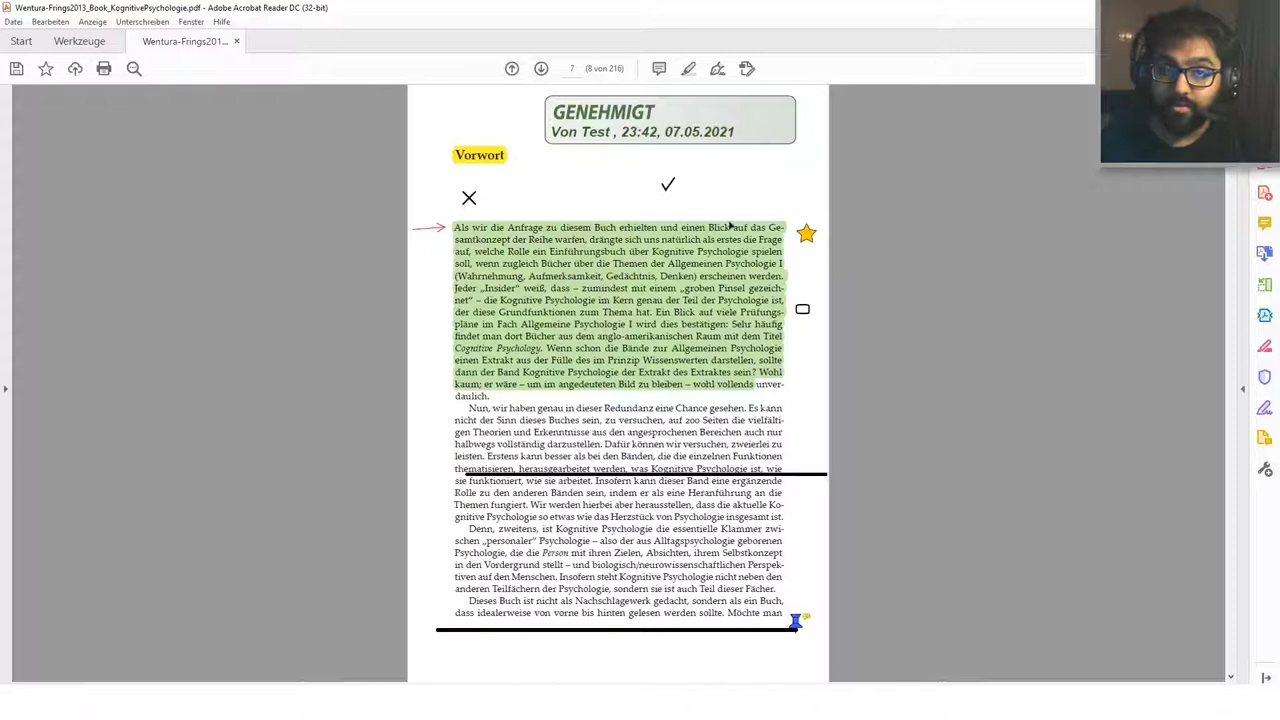 Wentura-Frings2013_Book_KognitivePsychologie.pdf - Adobe Acrobat Reader DC (32-bit)
Datei Bearbeiten Anzeige Unterschreiben Fenster Hilfe
Start Werkzeuge Wentura-Frings201... ×
7 (8 von 216)
GENEHMIGT
Von Test , 23:42, 07.05.2021
Vorwort
Als wir die Anfrage zu diesem Buch erhielten und einen Blick auf das Ge-
samtkonzept der Reihe warfen, drängte sich uns natürlich als erstes die Frage
auf, welche Rolle ein Einführungsbuch über Kognitive Psychologie spielen
soll, wenn zugleich Bücher über die Themen der Allgemeinen Psychologie I
(Wahrnehmung, Aufmerksamkeit, Gedächtnis, Denken) erscheinen werden.
Jeder „Insider“ weiß, dass – zumindest mit einem „groben Pinsel gezeich-
net“ – die Kognitive Psychologie im Kern genau der Teil der Psychologie ist,
der diese Grundfunktionen zum Thema hat. Ein Blick auf viele Prüfungs-
pläne im Fach Allgemeine Psychologie I wird dies bestätigen: Sehr häufig
findet man dort Bücher aus dem anglo-amerikanischen Raum mit dem Titel
Cognitive Psychology. Wenn schon die Bände zur Allgemeinen Psychologie
einen Extrakt aus der Fülle des im Prinzip Wissenswerten darstellen, sollte
dann der Band Kognitive Psychologie der Extrakt des Extraktes sein? Wohl
kaum; er wäre – um im angedeuteten Bild zu bleiben – wohl vollends unver-
daulich.
Nun, wir haben genau in dieser Redundanz eine Chance gesehen. Es kann
nicht der Sinn dieses Buches sein, zu versuchen, auf 200 Seiten die vielfälti-
gen Theorien und Erkenntnisse aus den angesprochenen Bereichen auch nur
halbwegs vollständig darzustellen. Dafür können wir versuchen, zweierlei zu
leisten. Erstens kann besser als bei den Bänden, die die einzelnen Funktionen
thematisieren, herausgearbeitet werden, was Kognitive Psychologie ist, wie
sie funktioniert, wie sie arbeitet. Insofern kann dieser Band eine ergänzende
Rolle zu den anderen Bänden sein, indem er als eine Heranführung an die
Themen fungiert. Wir werden hierbei aber herausstellen, dass die aktuelle Ko-
gnitive Psychologie so etwas wie das Herzstück von Psychologie insgesamt ist.
Denn, zweitens, ist Kognitive Psychologie die essentielle Klammer zwi-
schen „personaler“ Psychologie – also der aus Alltagspsychologie geborenen
Psychologie, die die Person mit ihren Zielen, Absichten, ihrem Selbstkonzept
in den Vordergrund stellt – und biologisch/neurowissenschaftlichen Perspek-
tiven auf den Menschen. Insofern steht Kognitive Psychologie nicht neben den
anderen Teilfächern der Psychologie, sondern sie ist auch Teil dieser Fächer.
Dieses Buch ist nicht als Nachschlagewerk gedacht, sondern als ein Buch,
dass idealerweise von vorne bis hinten gelesen werden sollte. Möchte man